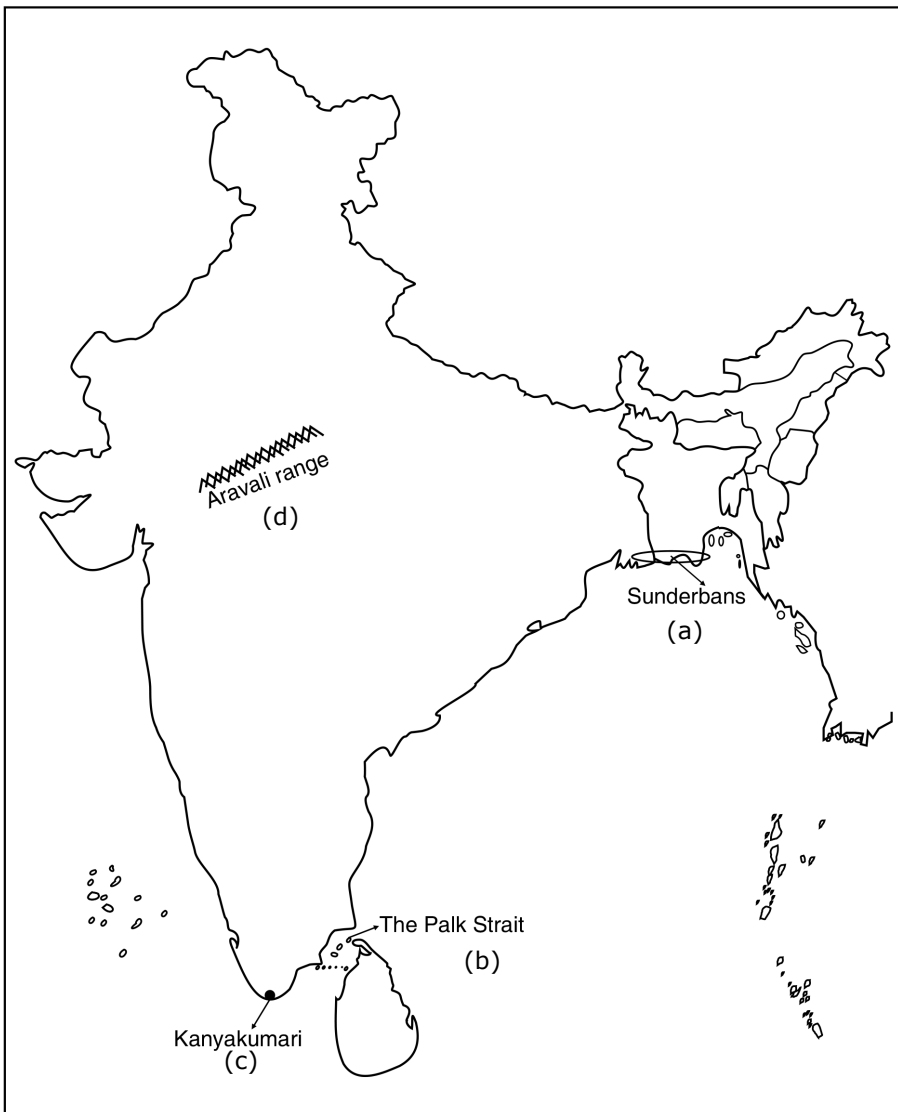 Aravali range
(d)
Sunderbans
(a)
The Palk Strait
(b)
Kanyakumari
(c)